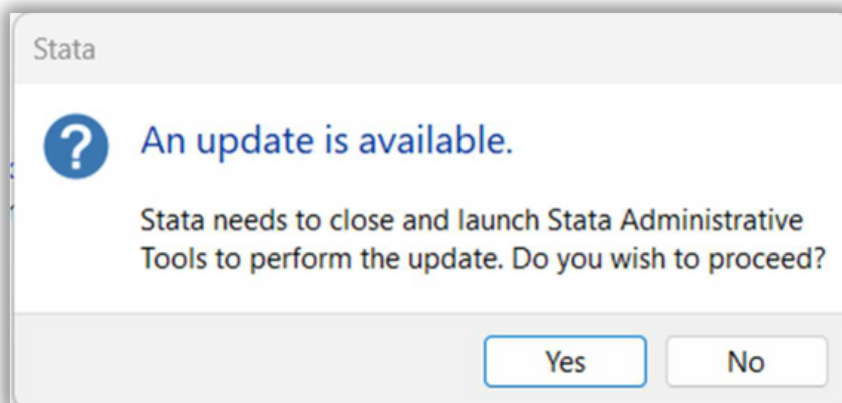 Stata
An update is available.
Stata needs to close and launch Stata Administrative
Tools to perform the update. Do you wish to proceed?
Yes
No